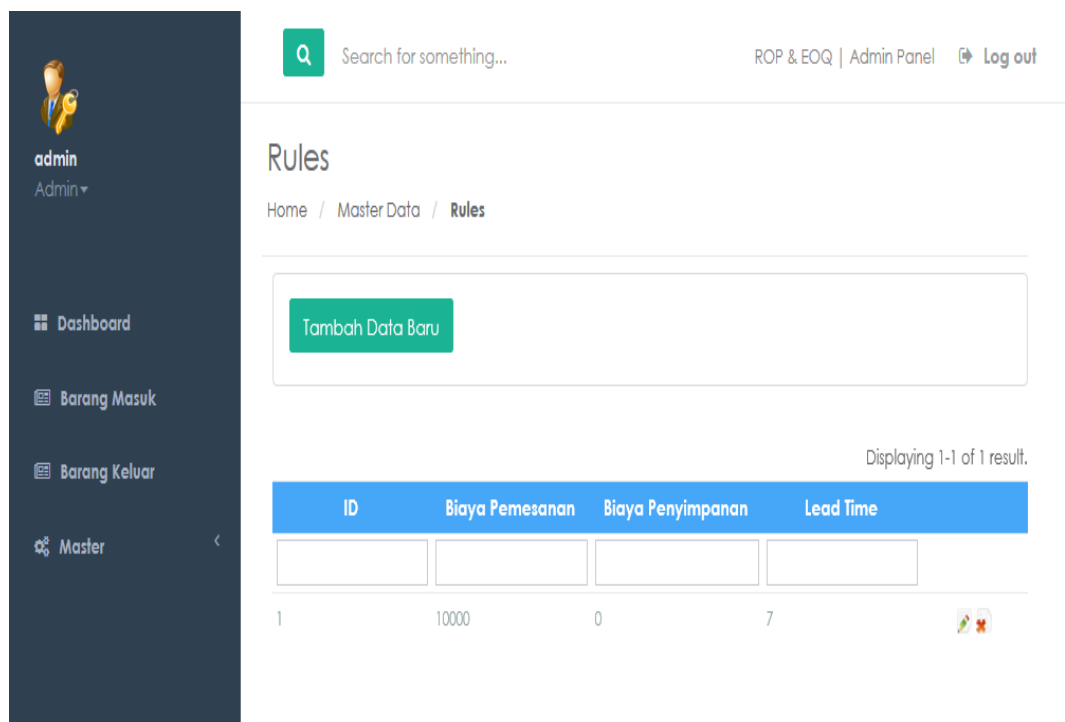 admin
Admin
Dashboard
Barang Masuk
Barang Keluar
Master
Search for something...
ROP & EOQ | Admin Panel
Log out
Rules
Home / Master Data / Rules
Tambah Data Baru
Displaying 1-1 of 1 result.
ID Biaya Pemesanan Biaya Penyimpanan Lead Time
1 10000 0 7